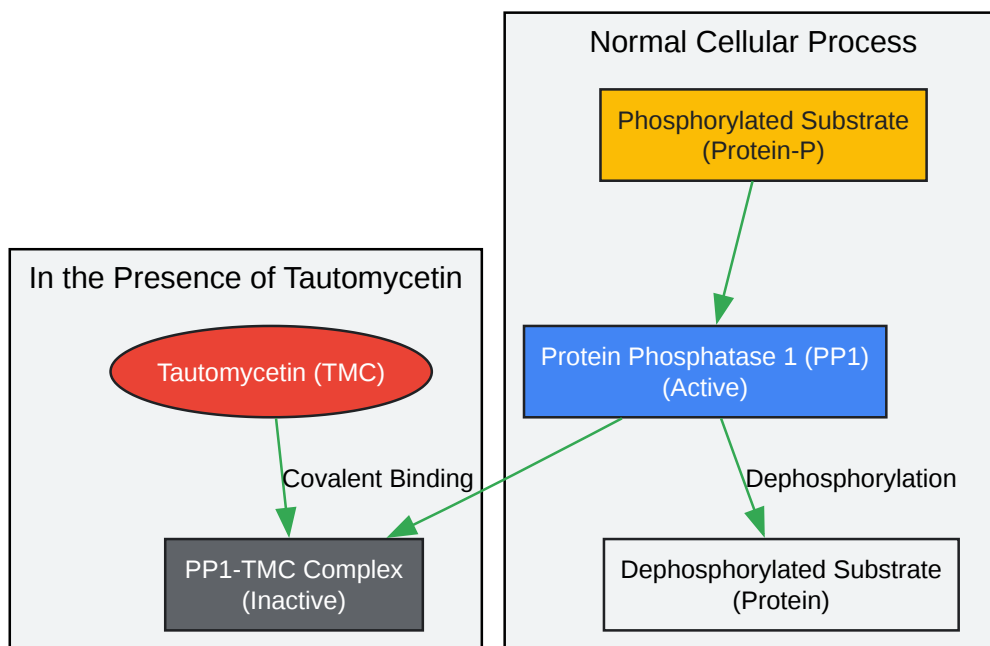 Normal Cellular Process
Phosphorylated Substrate
(Protein-P)
In the Presence of Tautomycetin
Tautomycetin (TMC)
Protein Phosphatase 1 (PP1)
(Active)
Covalent Binding
Dephosphorylation
PP1-TMC Complex
(Inactive)
Dephosphorylated Substrate
(Protein)